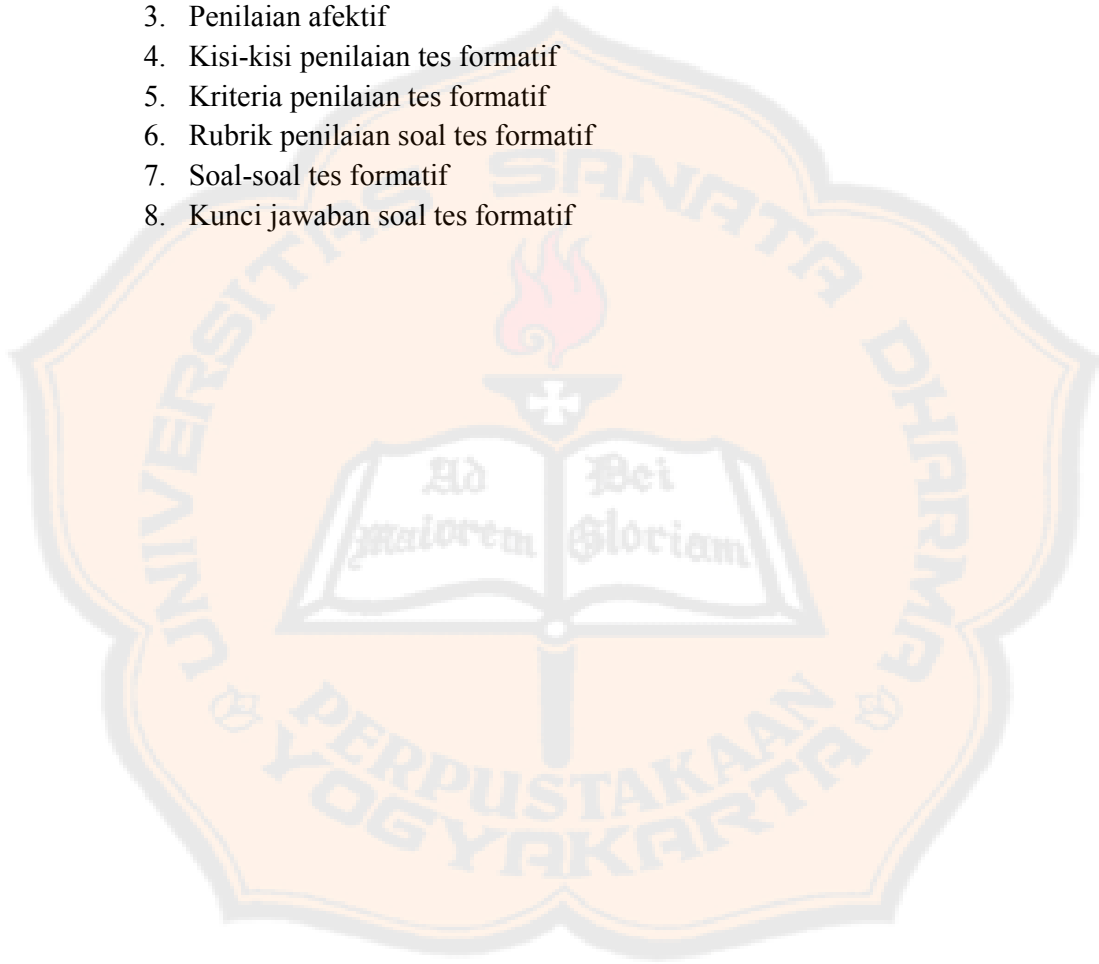 3. Penilaian afektif
4. Kisi-kisi penilaian tes formatif
5. Kriteria penilaian tes formatif
6. Rubrik penilaian soal tes formatif
7. Soal-soal tes formatif
8. Kunci jawaban soal tes formatif
UNIVERSITAS SANATA DHARMA
Ad Dei
Maiorem Gloriam
PERPUSTAKAAN
YOGYAKARTA